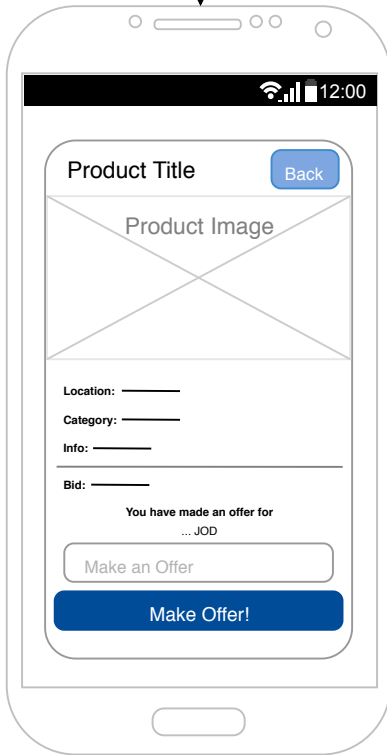 12:00
Product Title
Back
Product Image
Location:
Category:
Info:
Bid:
You have made an offer for
... JOD
Make an Offer
Make Offer!